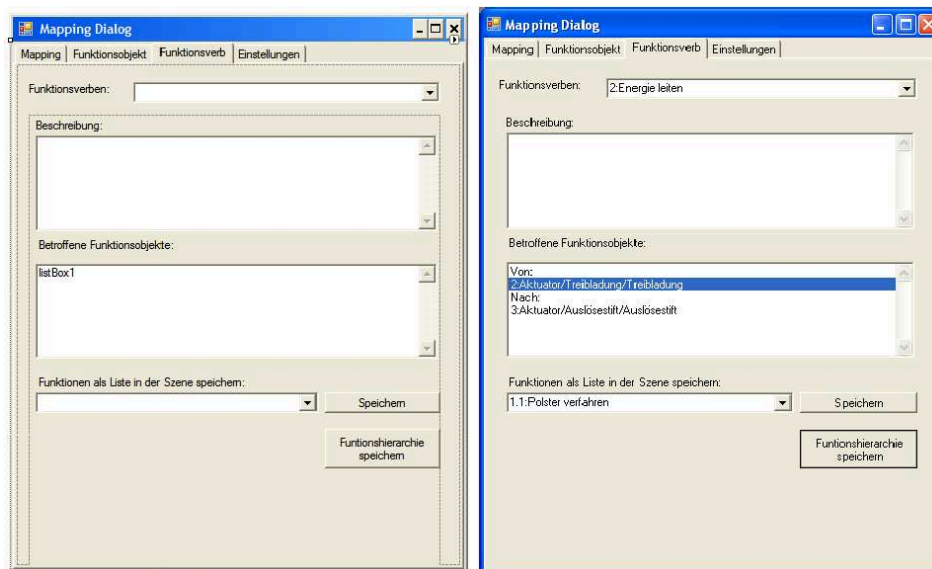 Mapping Dialog
Mapping Funktionsobjekt Funktionsverb Einstellungen
Funktionsverben:
Beschreibung:
Betroffene Funktionsobjekte:
listBox1
Funktionen als Liste in der Szene speichern:
Speichern
Funtionshierarchie
speichern
Mapping Dialog
Mapping Funktionsobjekt Funktionsverb Einstellungen
Funktionsverben: 2:Energie leiten
Beschreibung:
Betroffene Funktionsobjekte:
Von:
2:Aktuator/Treibladung/Treibladung
Nach:
3:Aktuator/Auslösestift/Auslösestift
Funktionen als Liste in der Szene speichern:
1.1:Polster verfahren Speichern
Funtionshierarchie
speichern